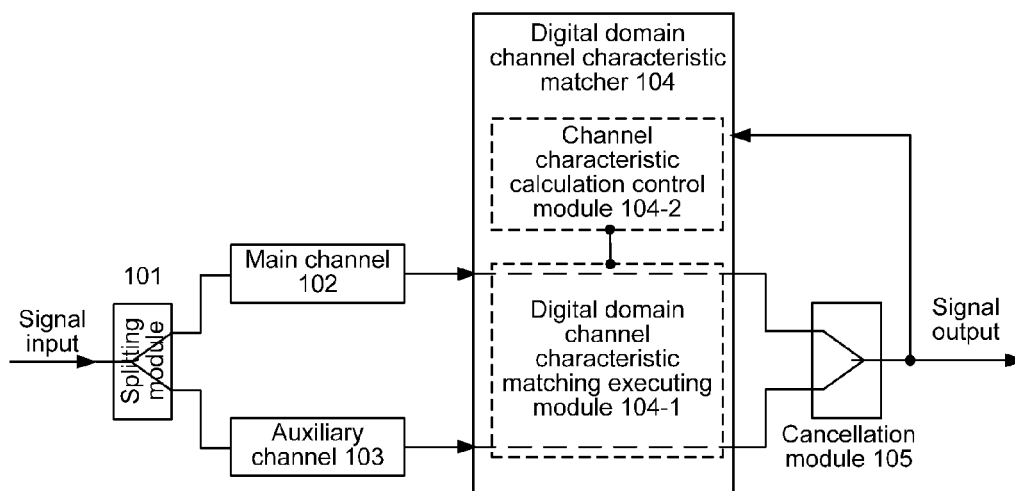 Digital domain
channel characteristic
matcher 104
Channel
characteristic
calculation control
module 104-2
101
Main channel
102
Signal
input
Splitting
module
Digital domain
channel
characteristic
matching executing
module 104-1
Signal
output
Auxiliary
channel 103
Cancellation
module 105